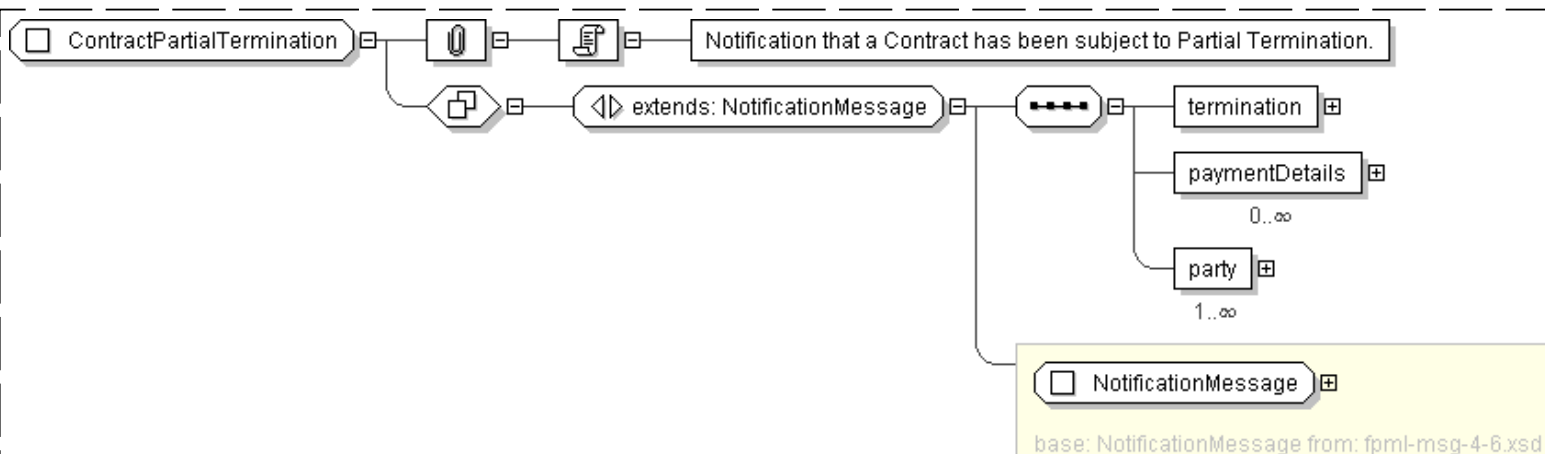 ContractPartialTermination
Notification that a Contract has been subject to Partial Termination.
extends: NotificationMessage
termination
paymentDetails
0..∞
party
1..∞
NotificationMessage
base: NotificationMessage from: fpml-msg-4-6.xsd